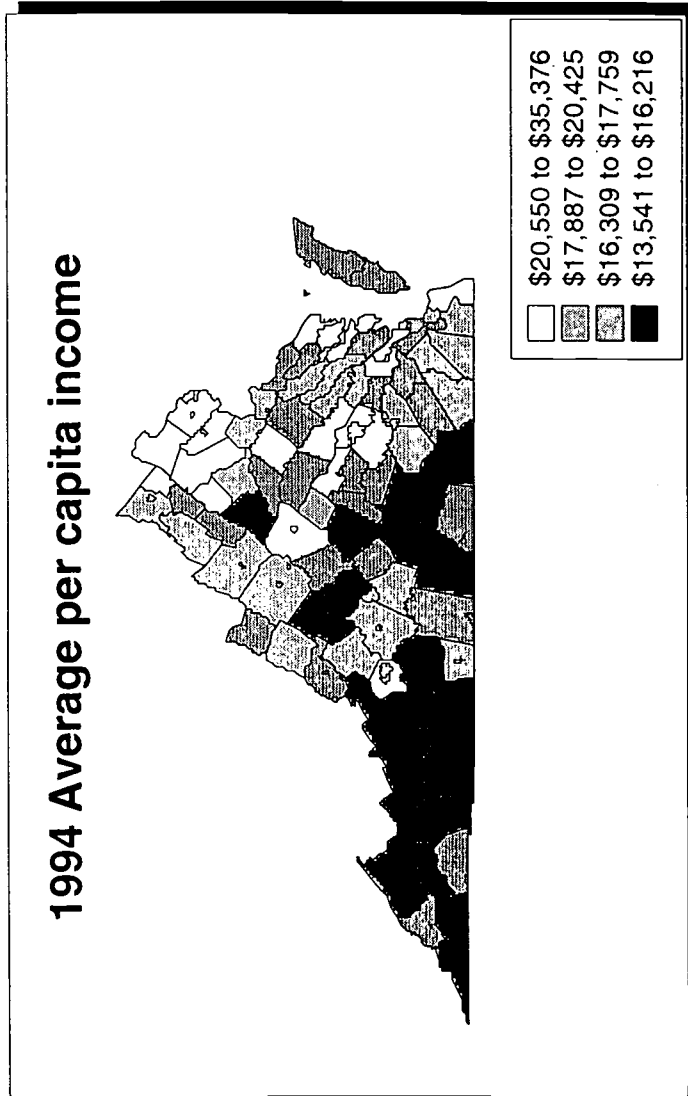 1994 Average per capita income
$20,550 to $35,376
$17,887 to $20,425
$16,309 to $17,759
$13,541 to $16,216